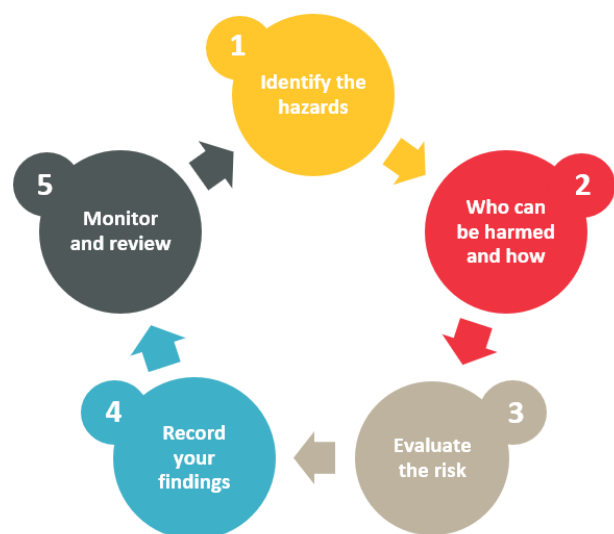 1
Identify the
hazards
2
Who can
be harmed
and how
3
Evaluate
the risk
4
Record
your
findings
5
Monitor
and review